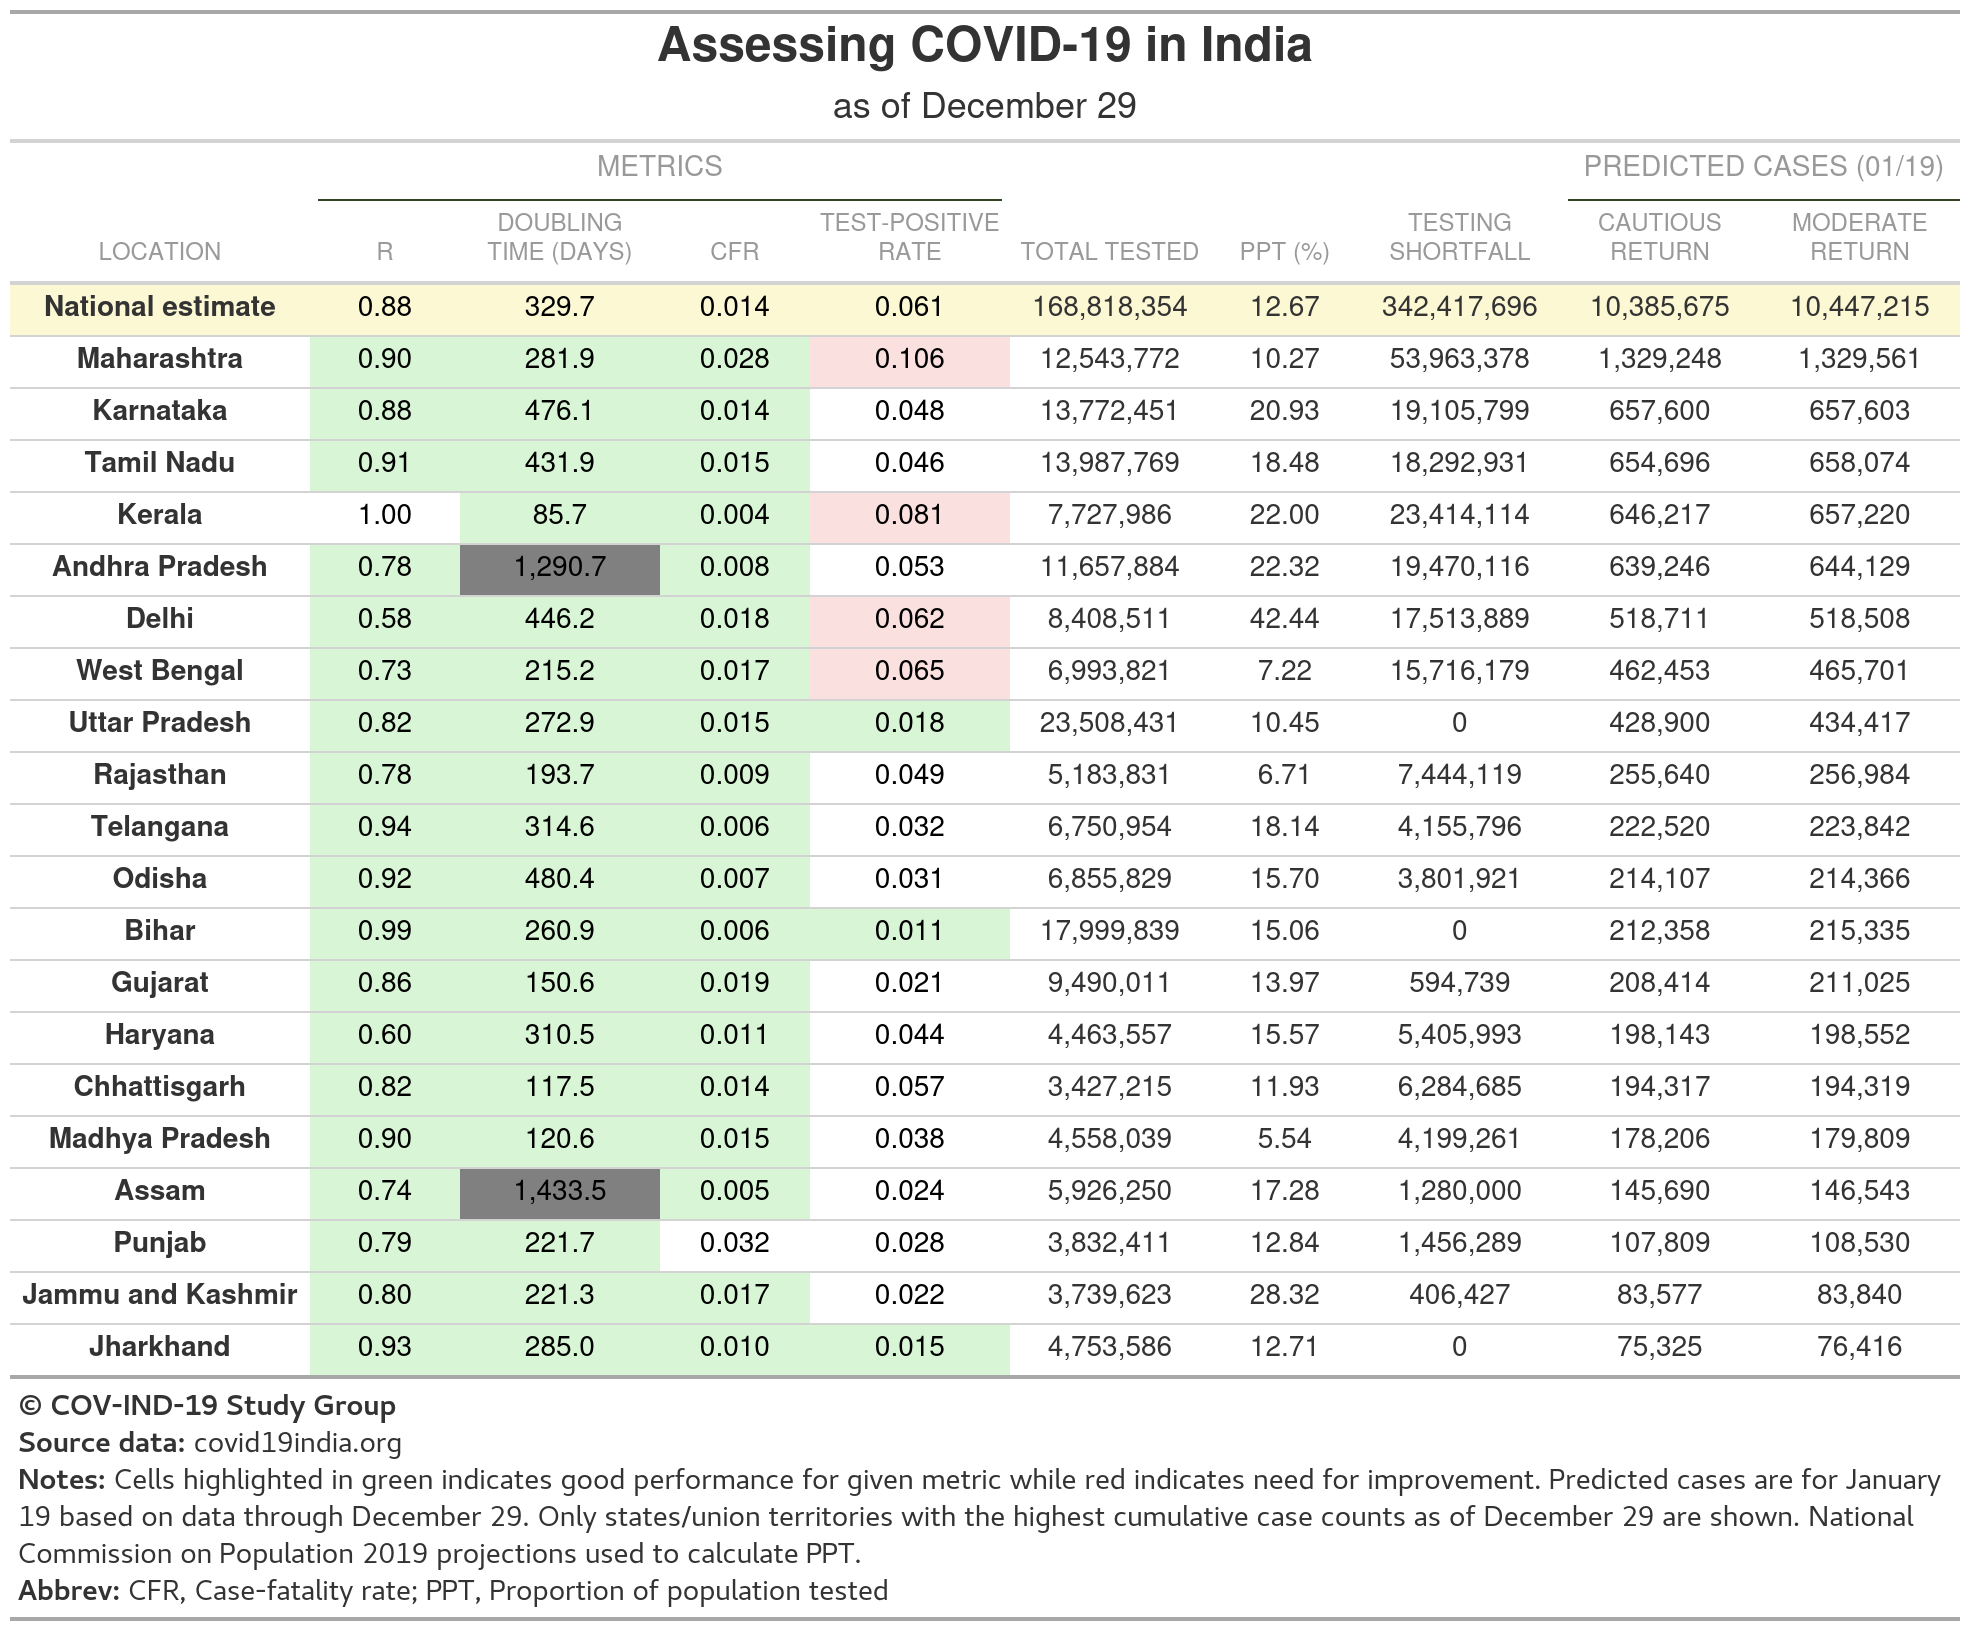 Assessing COVID-19 in India
as of December 29
METRICS PREDICTED CASES (01/19)
LOCATION R DOUBLING TIME (DAYS) CFR TEST-POSITIVE RATE TOTAL TESTED PPT (%) TESTING SHORTFALL CAUTIOUS RETURN MODERATE RETURN
National estimate 0.88 329.7 0.014 0.061 168,818,354 12.67 342,417,696 10,385,675 10,447,215
Maharashtra 0.90 281.9 0.028 0.106 12,543,772 10.27 53,963,378 1,329,248 1,329,561
Karnataka 0.88 476.1 0.014 0.048 13,772,451 20.93 19,105,799 657,600 657,603
Tamil Nadu 0.91 431.9 0.015 0.046 13,987,769 18.48 18,292,931 654,696 658,074
Kerala 1.00 85.7 0.004 0.081 7,727,986 22.00 23,414,114 646,217 657,220
Andhra Pradesh 0.78 1,290.7 0.008 0.053 11,657,884 22.32 19,470,116 639,246 644,129
Delhi 0.58 446.2 0.018 0.062 8,408,511 42.44 17,513,889 518,711 518,508
West Bengal 0.73 215.2 0.017 0.065 6,993,821 7.22 15,716,179 462,453 465,701
Uttar Pradesh 0.82 272.9 0.015 0.018 23,508,431 10.45 0 428,900 434,417
Rajasthan 0.78 193.7 0.009 0.049 5,183,831 6.71 7,444,119 255,640 256,984
Telangana 0.94 314.6 0.006 0.032 6,750,954 18.14 4,155,796 222,520 223,842
Odisha 0.92 480.4 0.007 0.031 6,855,829 15.70 3,801,921 214,107 214,366
Bihar 0.99 260.9 0.006 0.011 17,999,839 15.06 0 212,358 215,335
Gujarat 0.86 150.6 0.019 0.021 9,490,011 13.97 594,739 208,414 211,025
Haryana 0.60 310.5 0.011 0.044 4,463,557 15.57 5,405,993 198,143 198,552
Chhattisgarh 0.82 117.5 0.014 0.057 3,427,215 11.93 6,284,685 194,317 194,319
Madhya Pradesh 0.90 120.6 0.015 0.038 4,558,039 5.54 4,199,261 178,206 179,809
Assam 0.74 1,433.5 0.005 0.024 5,926,250 17.28 1,280,000 145,690 146,543
Punjab 0.79 221.7 0.032 0.028 3,832,411 12.84 1,456,289 107,809 108,530
Jammu and Kashmir 0.80 221.3 0.017 0.022 3,739,623 28.32 406,427 83,577 83,840
Jharkhand 0.93 285.0 0.010 0.015 4,753,586 12.71 0 75,325 76,416
© COV-IND-19 Study Group
Source data: covid19india.org
Notes: Cells highlighted in green indicates good performance for given metric while red indicates need for improvement. Predicted cases are for January
19 based on data through December 29. Only states/union territories with the highest cumulative case counts as of December 29 are shown. National
Commission on Population 2019 projections used to calculate PPT.
Abbrev: CFR, Case-fatality rate; PPT, Proportion of population tested